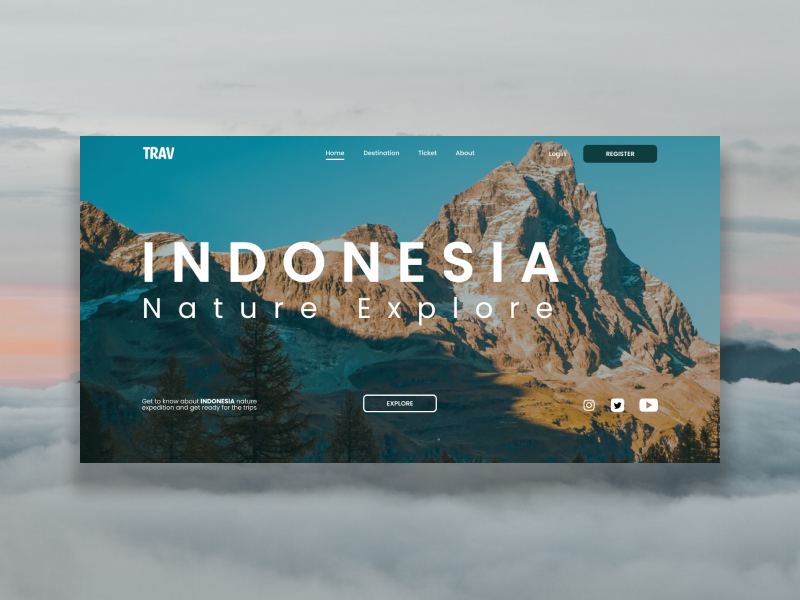 TRAV
Home Destination Ticket About
Login
REGISTER
INDONESIA
Nature Explore
Get to know about INDONESIA nature
expedition and get ready for the trips
EXPLORE